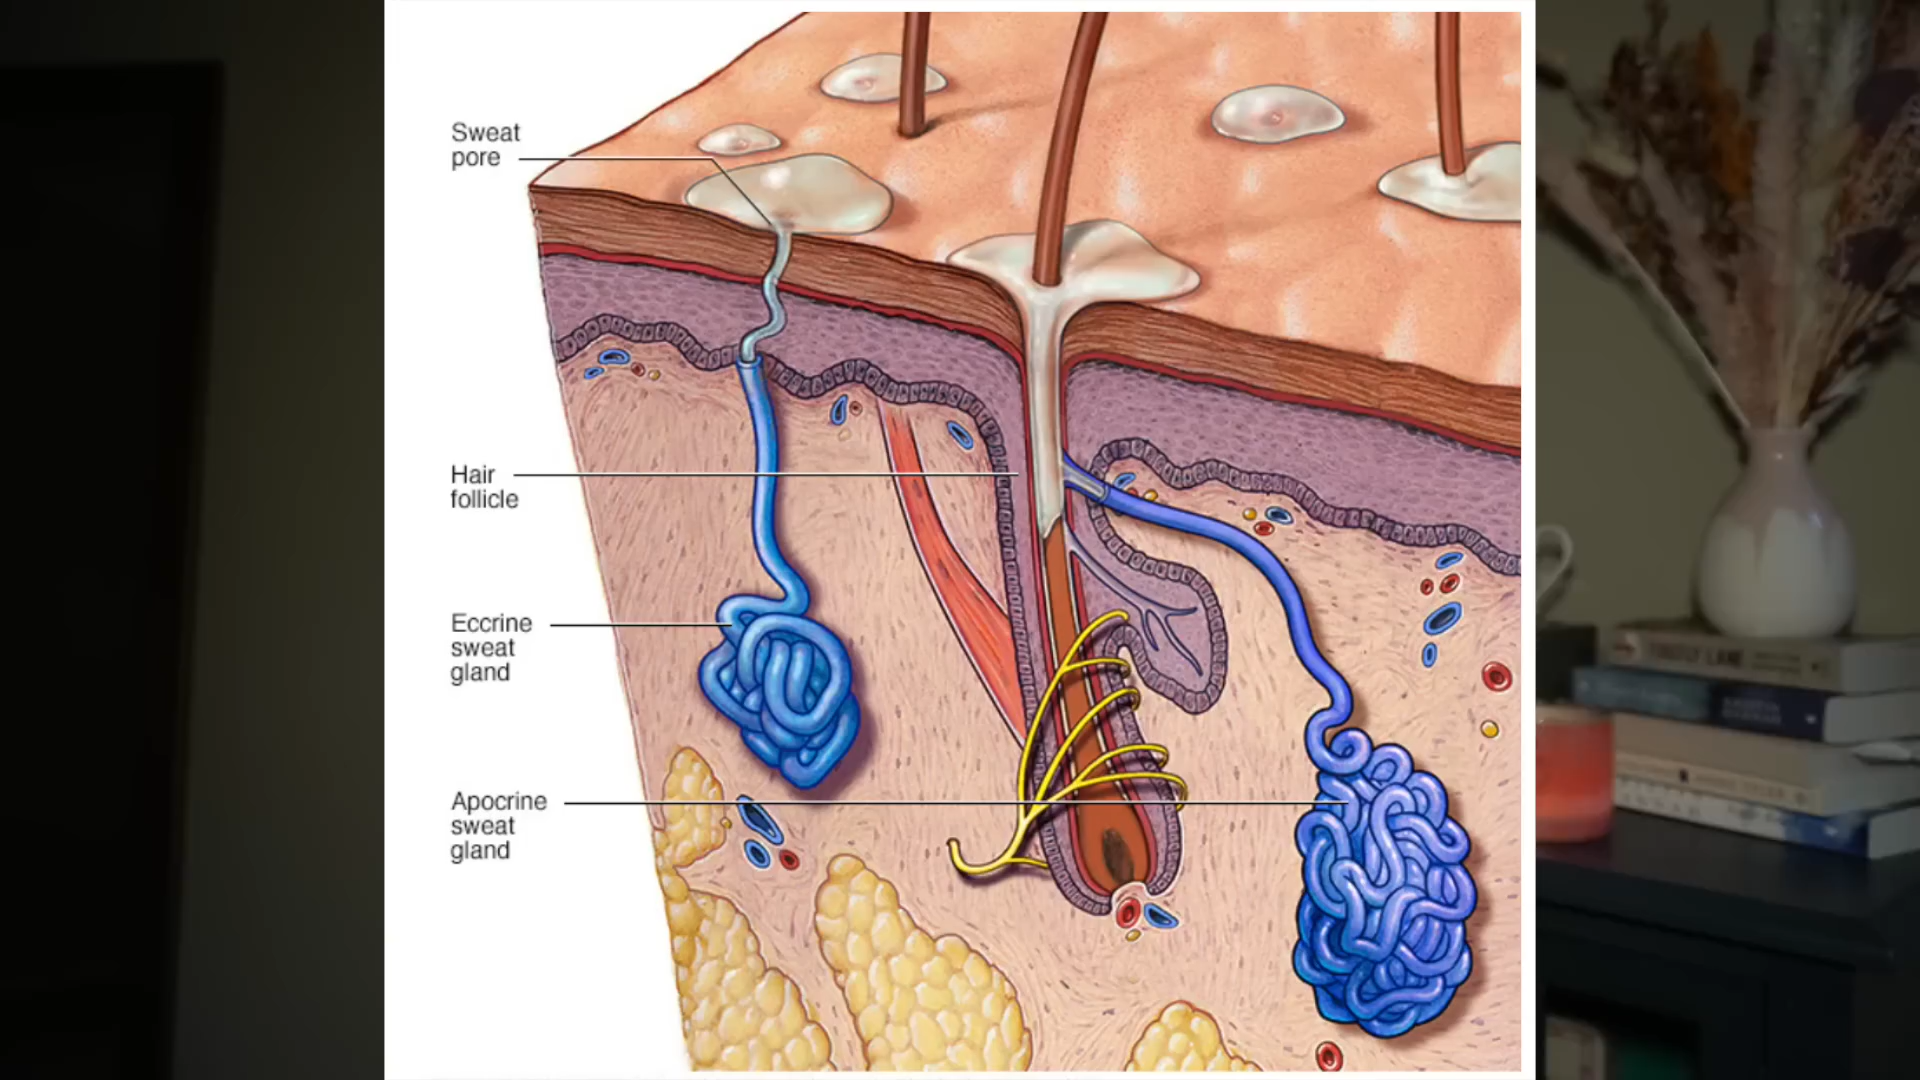 Sweat
pore
Hair
follicle
Eccrine
sweat
gland
Apocrine
sweat
gland